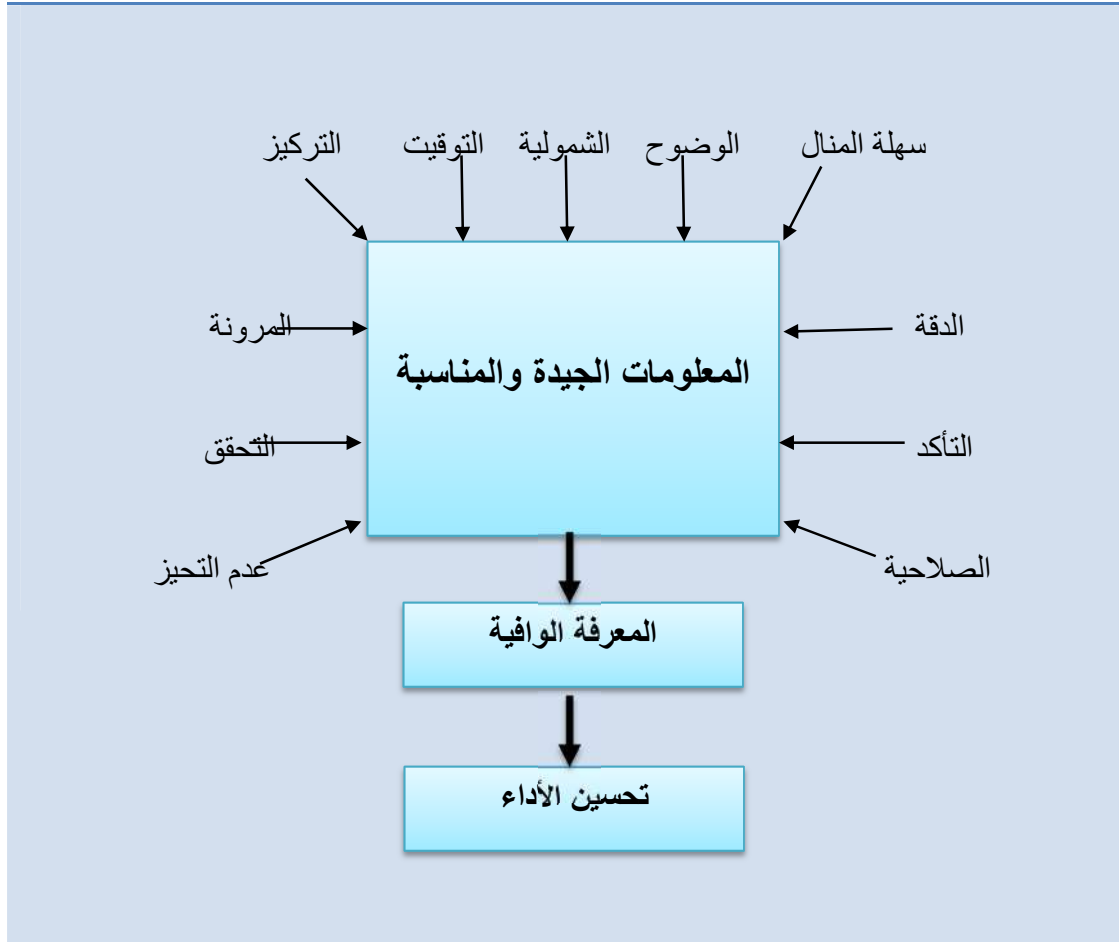 سهلة المنال الوضوح الشمولية التوقيت التركيز
الدقة
المرونة
المعلومات الجيدة والمناسبة
التأكد
التحقق
الصلاحية
عدم التحيز
المعرفة الوافية
تحسين الأداء